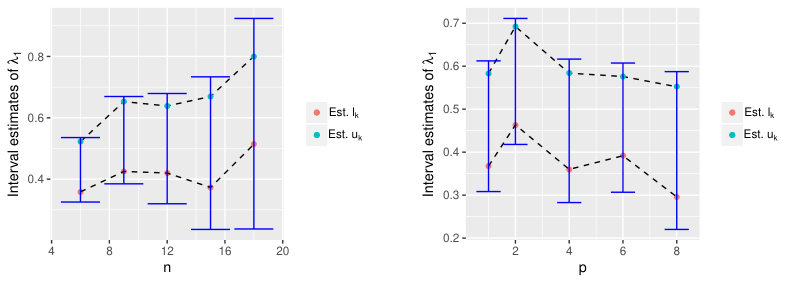 Interval estimates of λ₁
0.8
0.6
0.4
4
8
12
16
20
n
Est. lₖ
Est. uₖ
Interval estimates of λ₁
0.7
0.6
0.5
0.4
0.3
0.2
2
4
6
8
p
Est. lₖ
Est. uₖ